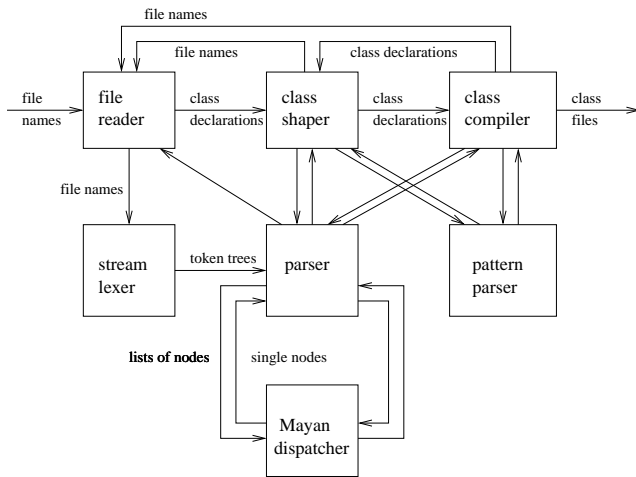 file names
file names
class declarations
file
names
file
reader
class
declarations
class
shaper
class
declarations
class
compiler
class
files
file names
stream
lexer
token trees
parser
pattern
parser
lists of nodes
single nodes
Mayan
dispatcher